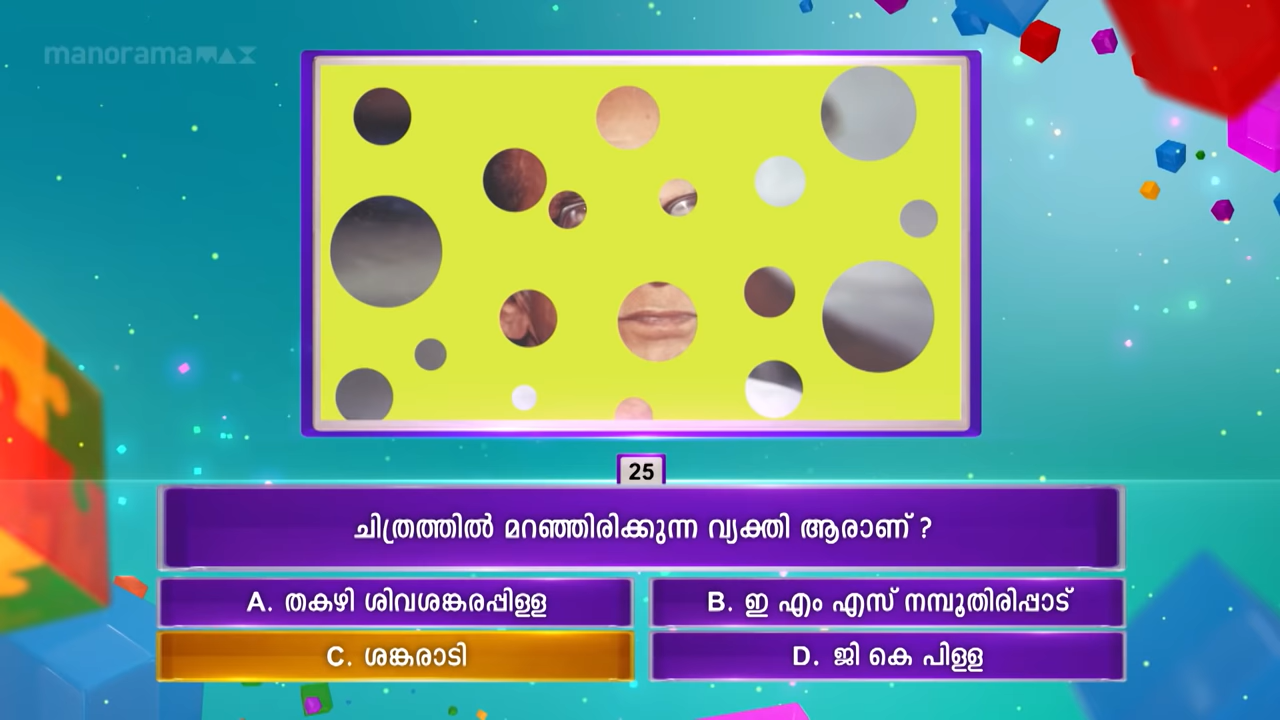 manoramaMAX
25
ചിത്രത്തിൽ മറഞ്ഞിരിക്കുന്ന വ്യക്തി ആരാണ് ?
A. തകഴി ശിവശങ്കരപ്പിള്ള
B. ഇ എം എസ് നമ്പൂതിരിപ്പാട്
C. ശങ്കരാടി
D. ജി കെ പിള്ള